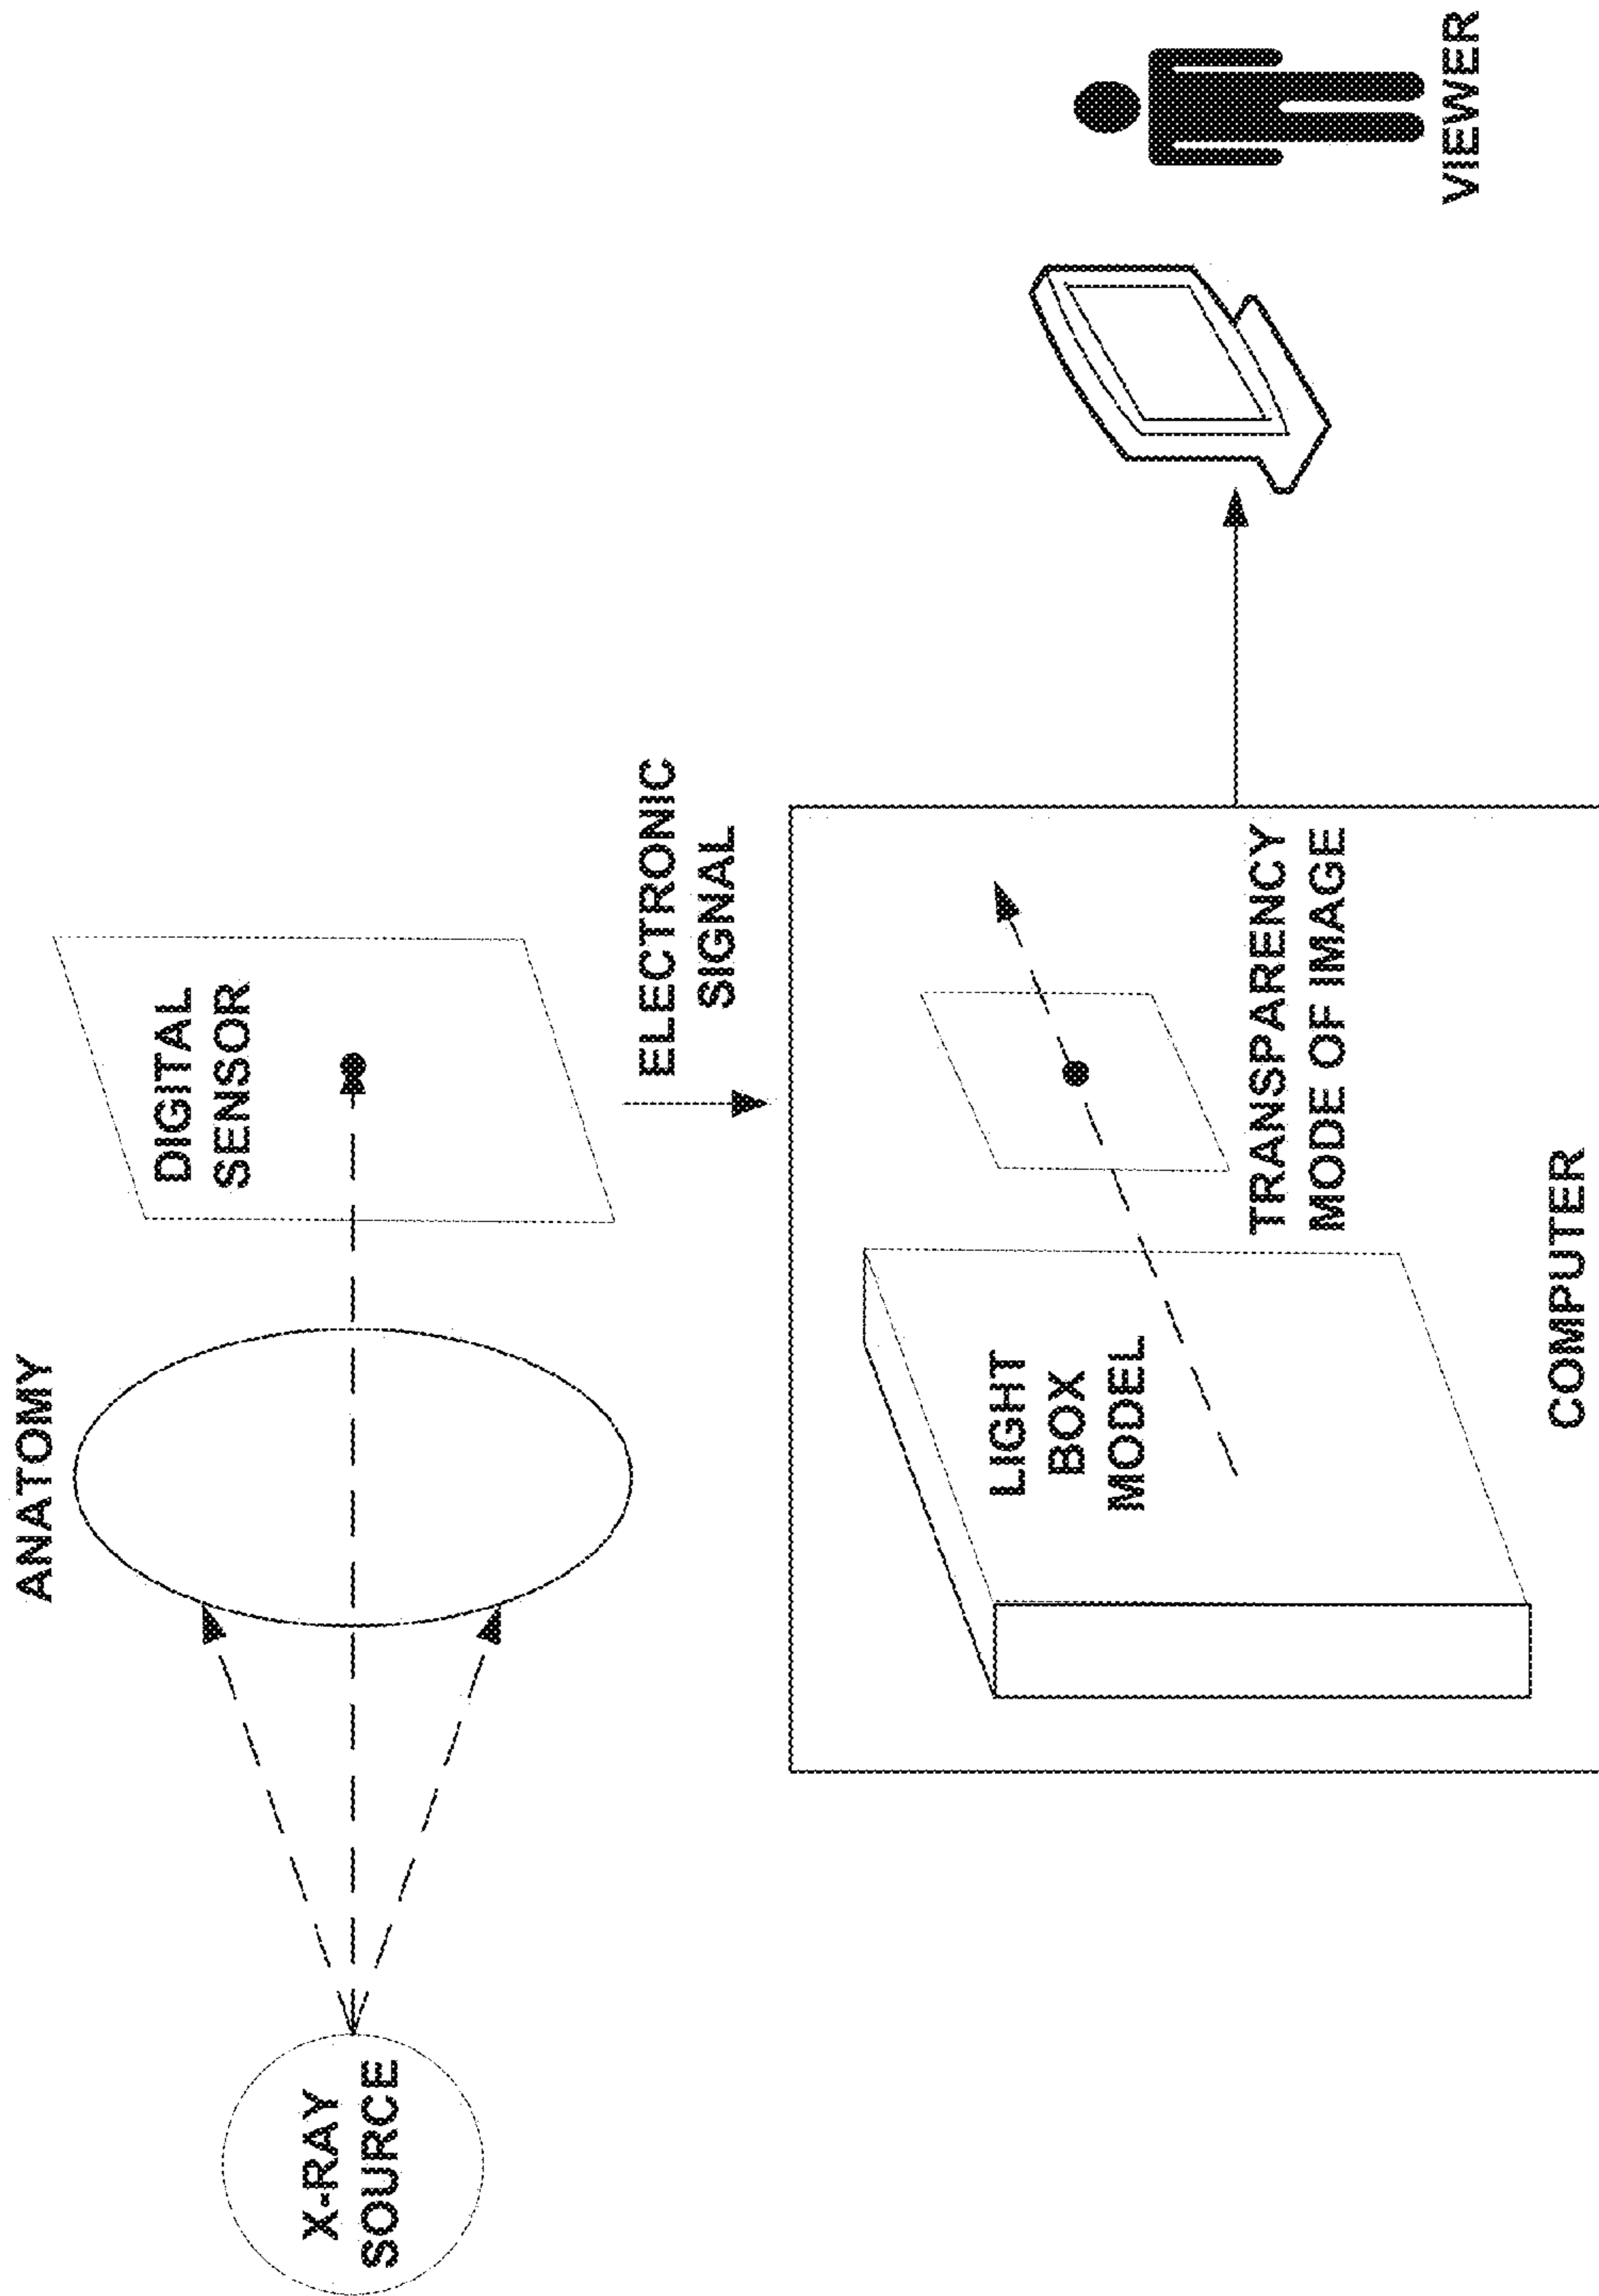 X-RAY
SOURCE
ANATOMY
DIGITAL
SENSOR
ELECTRONIC
SIGNAL
LIGHT
BOX
MODEL
TRANSPARENCY
MODE OF IMAGE
COMPUTER
VIEWER